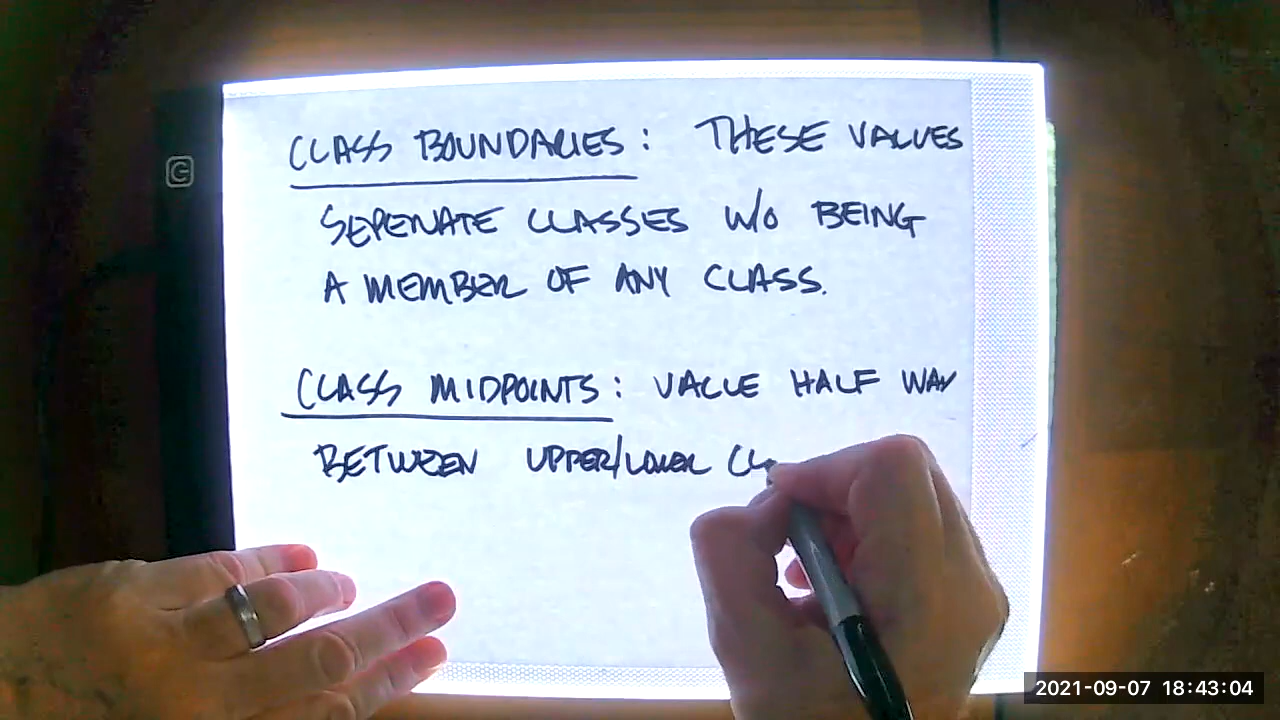 CLASS BOUNDARIES: THESE VALUES
SEPERATE CLASSES W/O BEING
A MEMBER OF ANY CLASS.
CLASS MIDPOINTS: VALUE HALF WAY
BETWEEN UPPER/LOWER CL
2021-09-07 18:43:04